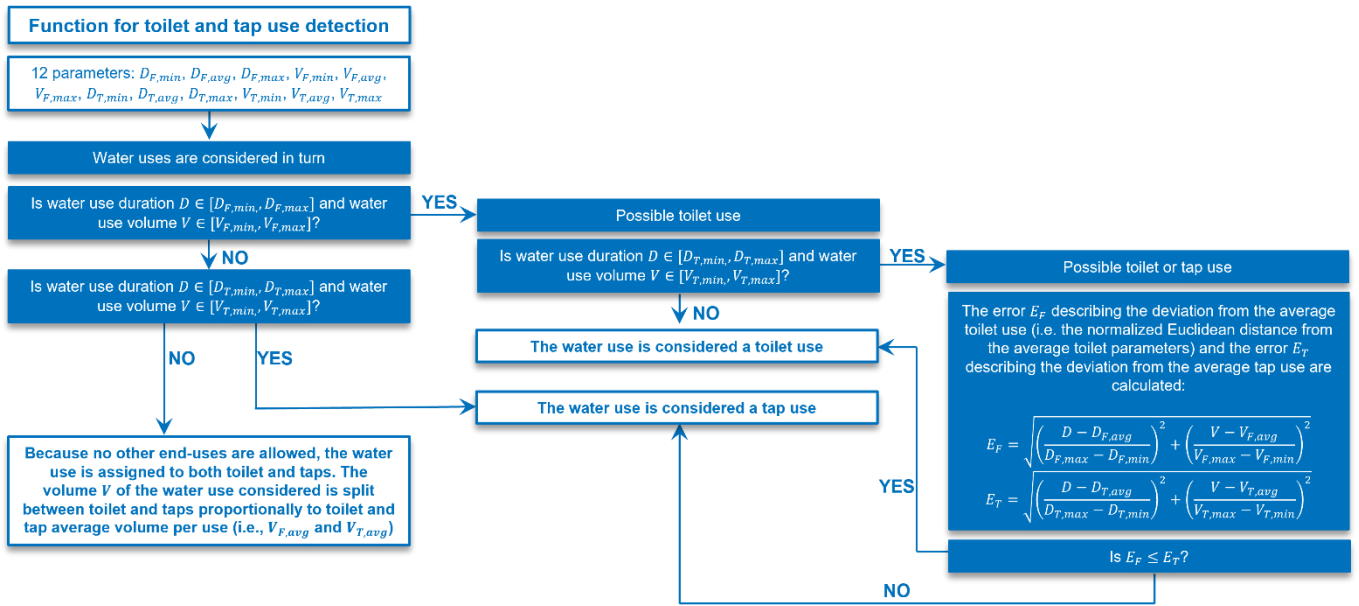 Function for toilet and tap use detection
12 parameters: D_{F,min}, D_{F,avg}, D_{F,max}, V_{F,min}, V_{F,avg},
V_{F,max}, D_{T,min}, D_{T,avg}, D_{T,max}, V_{T,min}, V_{T,avg}, V_{T,max}
Water uses are considered in turn
Is water use duration D ∈ [D_{F,min,}, D_{F,max}] and water
use volume V ∈ [V_{F,min,}, V_{F,max}]?
YES
NO
Is water use duration D ∈ [D_{T,min,}, D_{T,max}] and water
use volume V ∈ [V_{T,min,}, V_{T,max}]?
NO
YES
Because no other end-uses are allowed, the water
use is assigned to both toilet and taps. The
volume V of the water use considered is split
between toilet and taps proportionally to toilet and
tap average volume per use (i.e., V_{F,avg} and V_{T,avg})
Possible toilet use
Is water use duration D ∈ [D_{T,min,}, D_{T,max}] and water
use volume V ∈ [V_{T,min,}, V_{T,max}]?
YES
NO
The water use is considered a toilet use
The water use is considered a tap use
Possible toilet or tap use
The error E_F describing the deviation from the average
toilet use (i.e. the normalized Euclidean distance from
the average toilet parameters) and the error E_T
describing the deviation from the average tap use are
calculated:
E_F = √((D − D_{F,avg} / D_{F,max} − D_{F,min})² + (V − V_{F,avg} / V_{F,max} − V_{F,min})²)
E_T = √((D − D_{T,avg} / D_{T,max} − D_{T,min})² + (V − V_{T,avg} / V_{T,max} − V_{T,min})²)
Is E_F ≤ E_T?
YES
NO